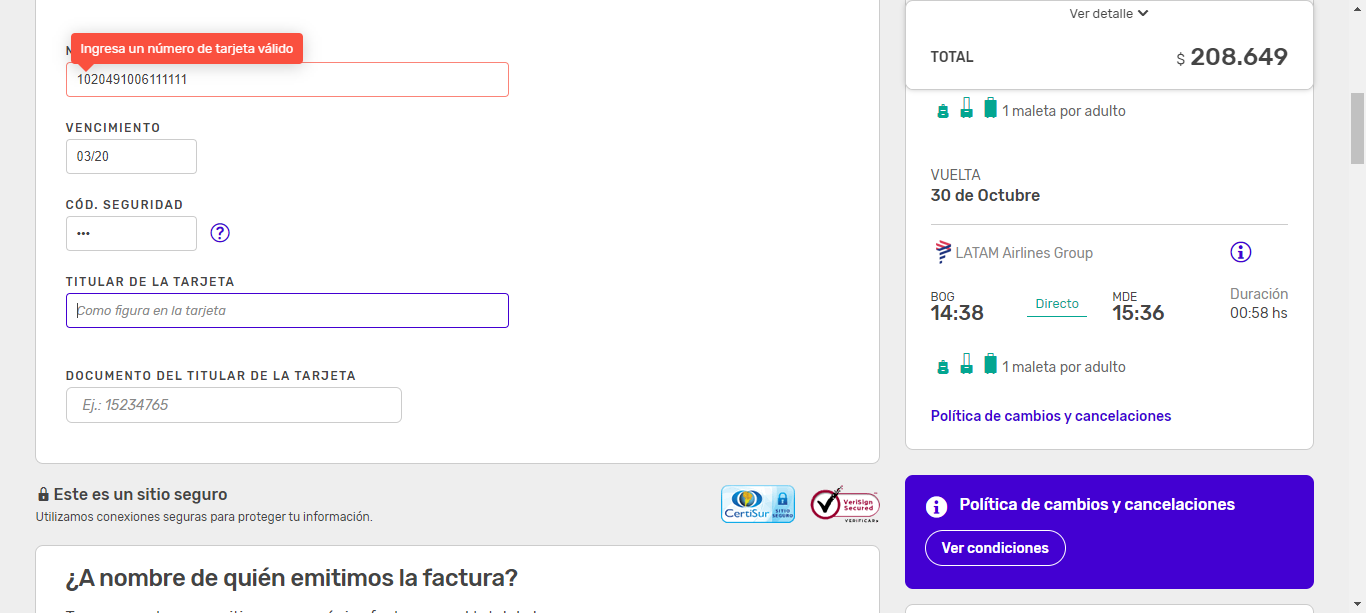 N
Ingresa un número de tarjeta válido
1020491006111111
VENCIMIENTO
03/20
CÓD. SEGURIDAD
•••
?
TITULAR DE LA TARJETA
Como figura en la tarjeta
DOCUMENTO DEL TITULAR DE LA TARJETA
Ej.: 15234765
Este es un sitio seguro
Utilizamos conexiones seguras para proteger tu información.
CertiSur SITIO SEGURO
VeriSign Secured
VERIFICAR
¿A nombre de quién emitimos la factura?
Ver detalle
TOTAL
$ 208.649
1 maleta por adulto
VUELTA
30 de Octubre
LATAM Airlines Group
BOG
14:38
Directo
MDE
15:36
Duración
00:58 hs
1 maleta por adulto
Política de cambios y cancelaciones
Política de cambios y cancelaciones
Ver condiciones